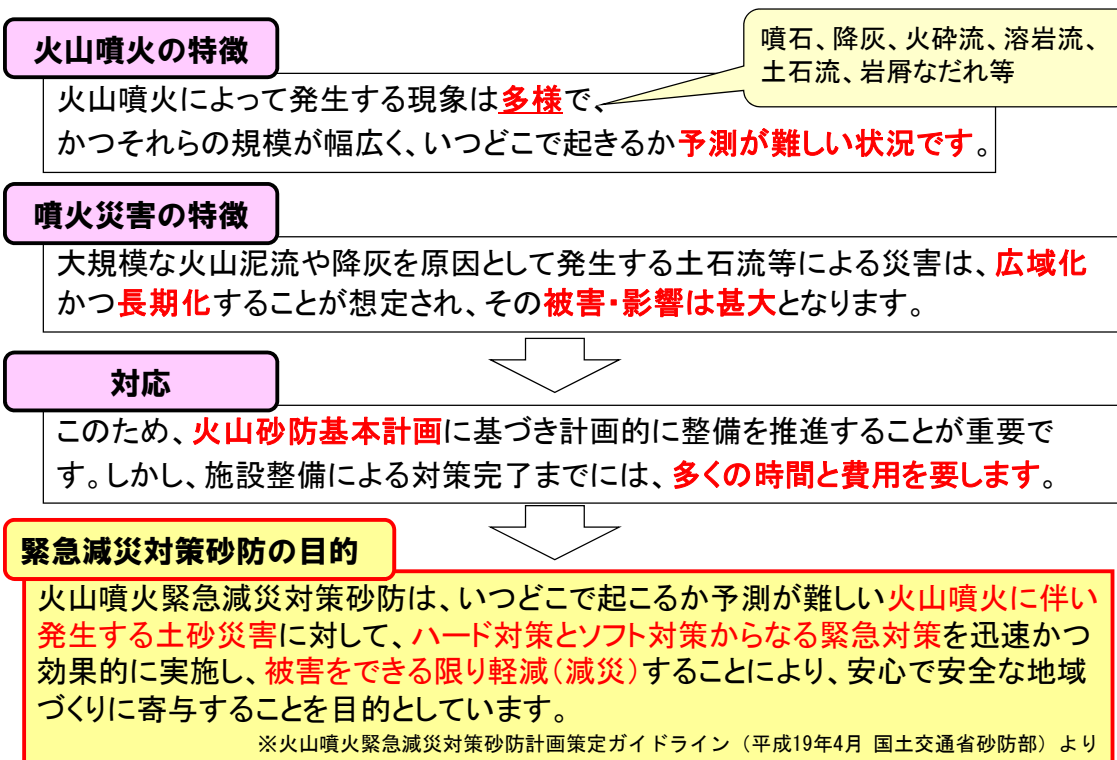 火山噴火の特徴
噴石、降灰、火砕流、溶岩流、
土石流、岩屑なだれ等
火山噴火によって発生する現象は多様で、
かつそれらの規模が幅広く、いつどこで起きるか予測が難しい状況です。
噴火災害の特徴
大規模な火山泥流や降灰を原因として発生する土石流等による災害は、広域化
かつ長期化することが想定され、その被害・影響は甚大となります。
対応
このため、火山砂防基本計画に基づき計画的に整備を推進することが重要で
す。しかし、施設整備による対策完了までには、多くの時間と費用を要します。
緊急減災対策砂防の目的
火山噴火緊急減災対策砂防は、いつどこで起こるか予測が難しい火山噴火に伴い
発生する土砂災害に対して、ハード対策とソフト対策からなる緊急対策を迅速かつ
効果的に実施し、被害をできる限り軽減（減災）することにより、安心で安全な地域
づくりに寄与することを目的としています。
※火山噴火緊急減災対策砂防計画策定ガイドライン（平成19年4月 国土交通省砂防部）より